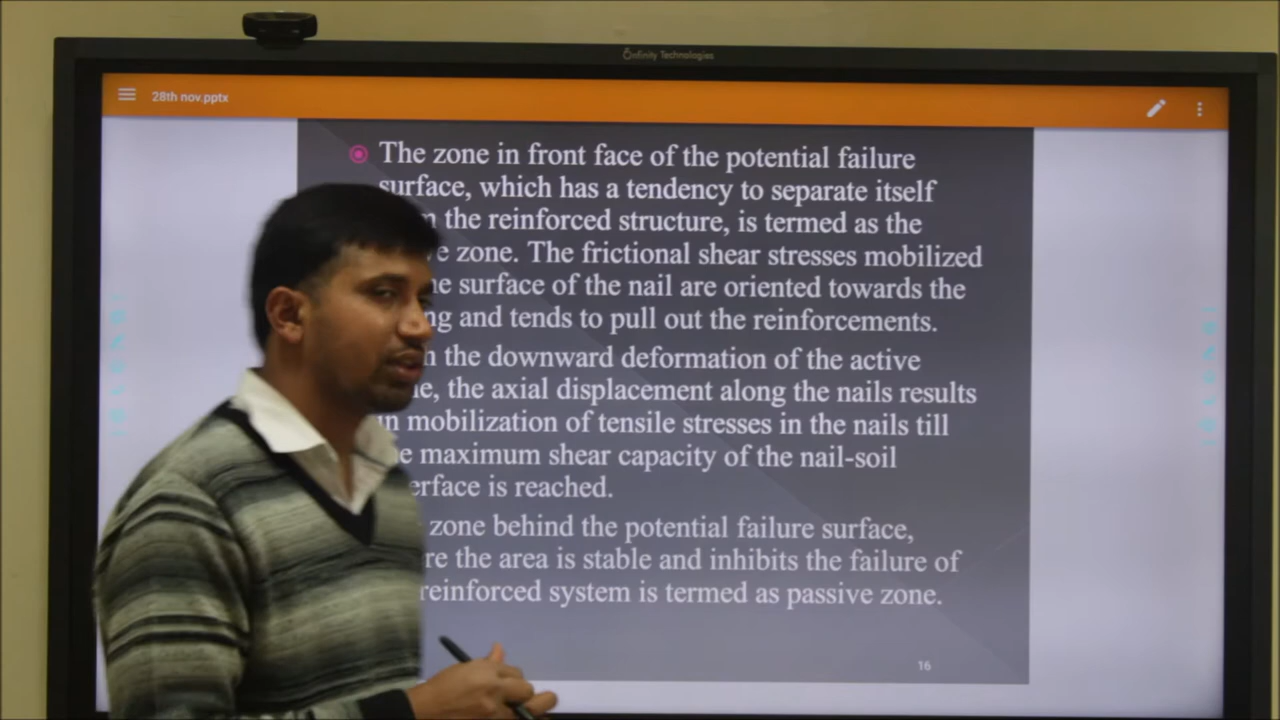 Infinity Technologies
28th nov.pptx
The zone in front face of the potential failure
surface, which has a tendency to separate itself
the reinforced structure, is termed as the
zone. The frictional shear stresses mobilized
surface of the nail are oriented towards the
and tends to pull out the reinforcements.
the downward deformation of the active
the axial displacement along the nails results
in mobilization of tensile stresses in the nails till
maximum shear capacity of the nail-soil
is reached.
zone behind the potential failure surface,
the area is stable and inhibits the failure of
reinforced system is termed as passive zone.
16